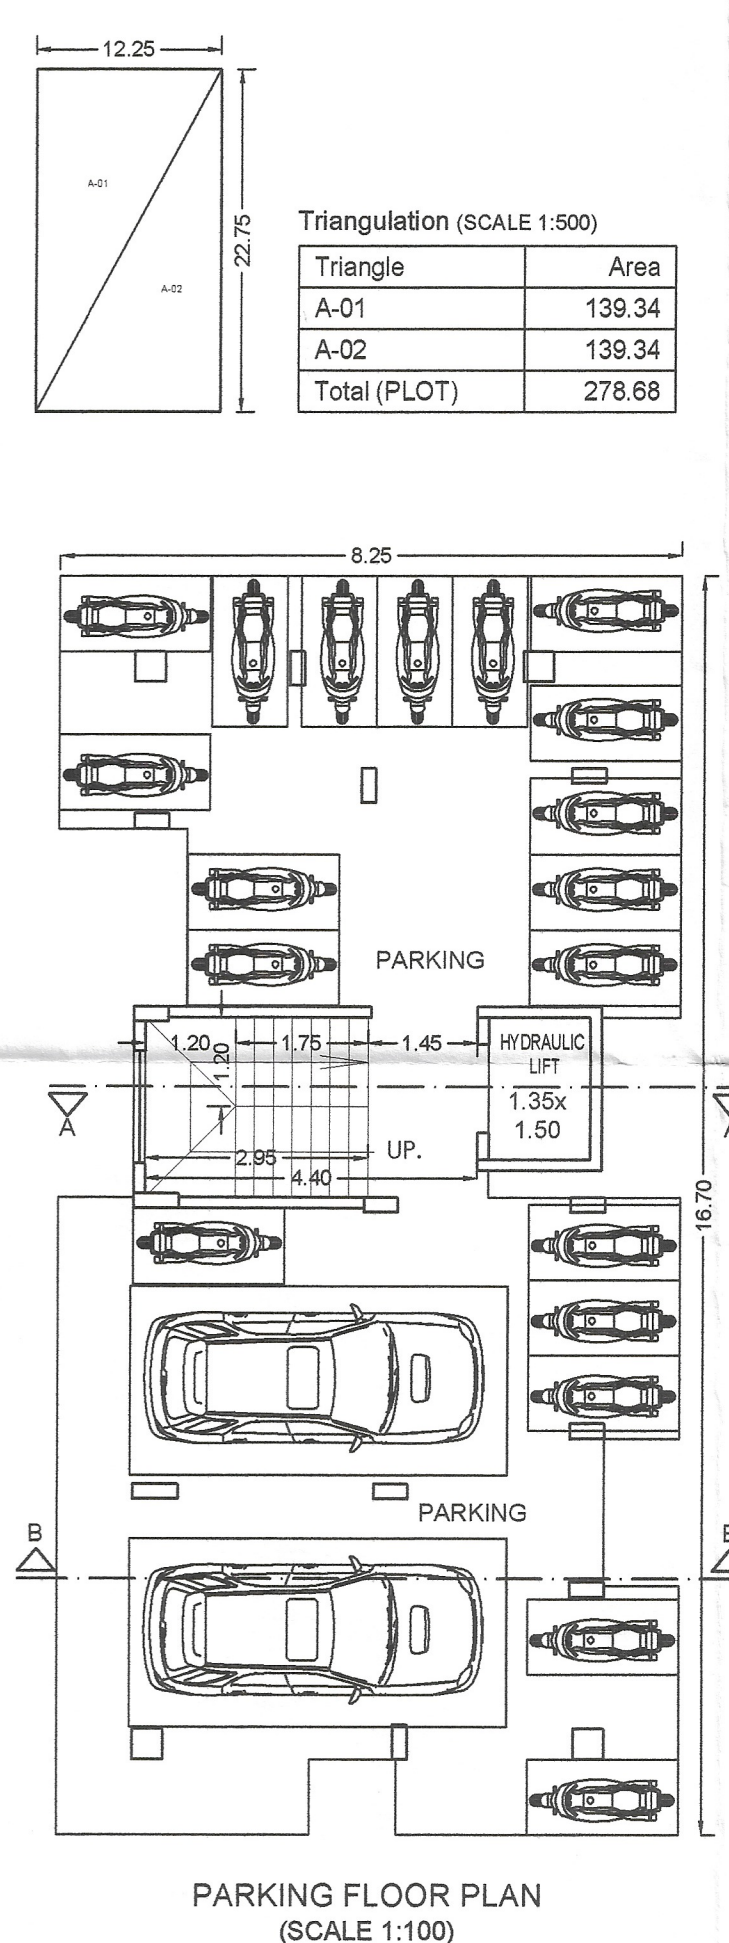 12.25
A-01
22.75
A-02
Triangulation (SCALE 1:500)
Triangle Area
A-01 139.34
A-02 139.34
Total (PLOT) 278.68
8.25
PARKING
1.20 1.75 1.45
1.20
HYDRAULIC
LIFT
1.35x
1.50
A
UP.
2.95
4.40
16.70
PARKING
B
PARKING FLOOR PLAN
(SCALE 1:100)